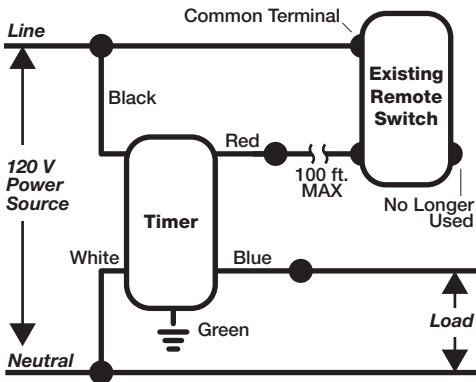 Common Terminal
Line
Existing
Remote
Switch
Black
Red
100 ft.
MAX
No Longer
Used
120 V
Power
Source
Timer
White
Blue
Green
Load
Neutral